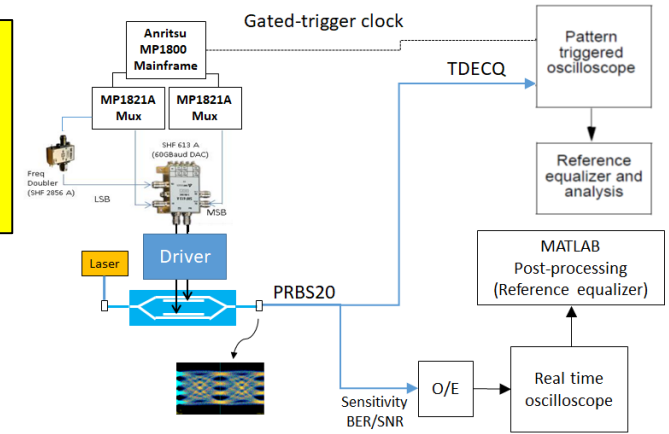 Gated-trigger clock
Anritsu
MP1800
Mainframe
Pattern
triggered
oscilloscope
TDECQ
MP1821A
Mux
MP1821A
Mux
SHF 613 A
(60GBaud DAC)
Freq
Doubler
(SHF 2856 A)
LSB
MSB
Reference
equalizer and
analysis
Driver
Laser
MATLAB
Post-processing
(Reference equalizer)
PRBS20
O/E
Real time
oscilloscope
Sensitivity
BER/SNR